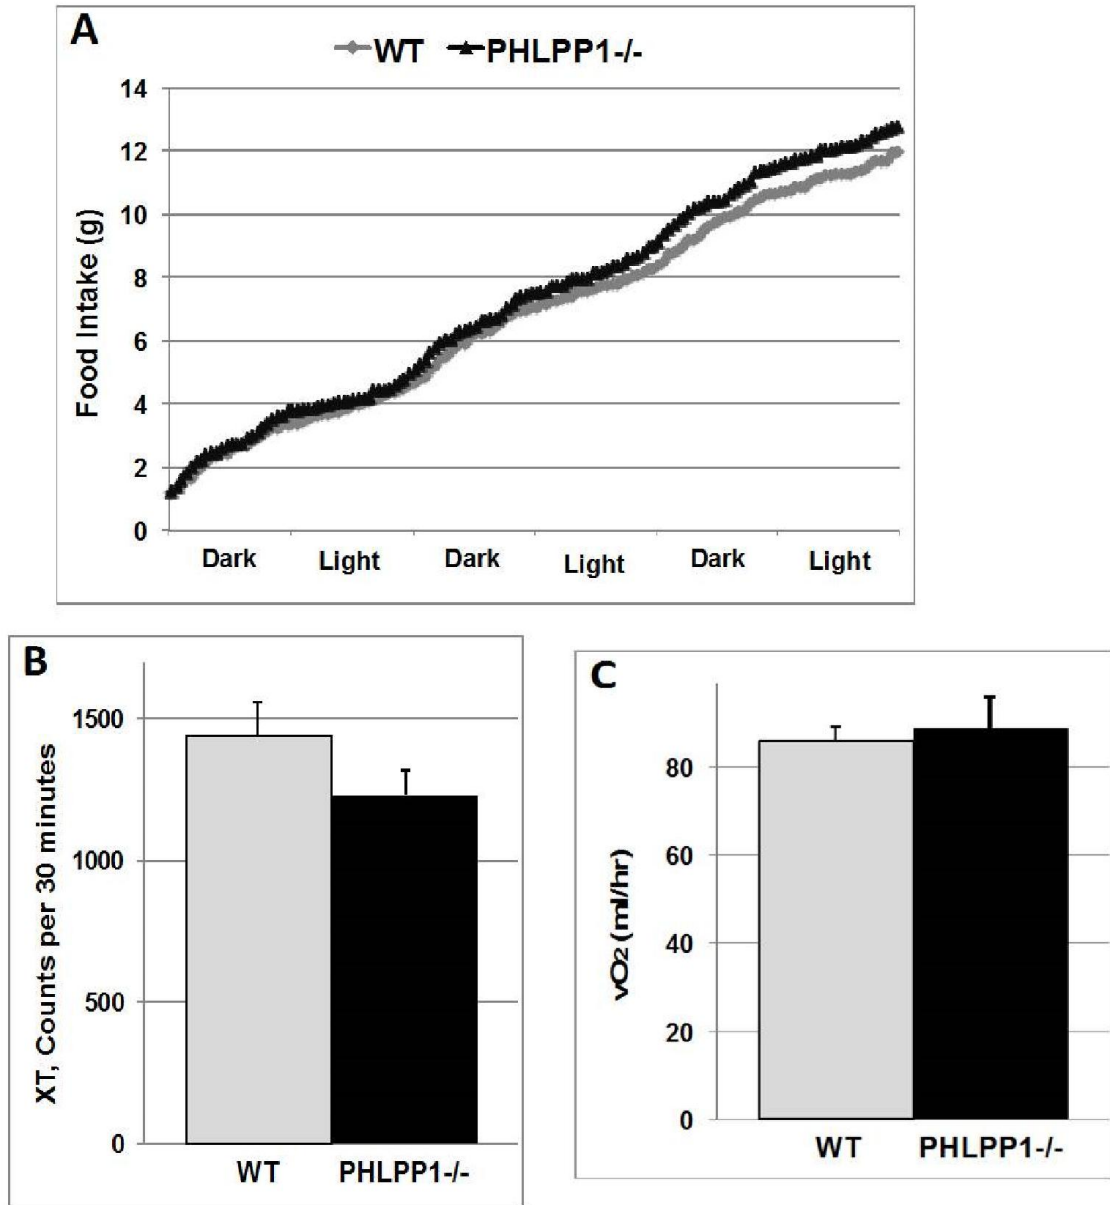 A
WT PHLPP1-/-
14
12
10
8
6
4
2
0
Food Intake (g)
Dark Light Dark Light Dark Light
B
1500
1000
500
0
XT, Counts per 30 minutes
WT PHLPP1-/-
C
80
60
40
20
0
vO2 (ml/hr)
WT PHLPP1-/-